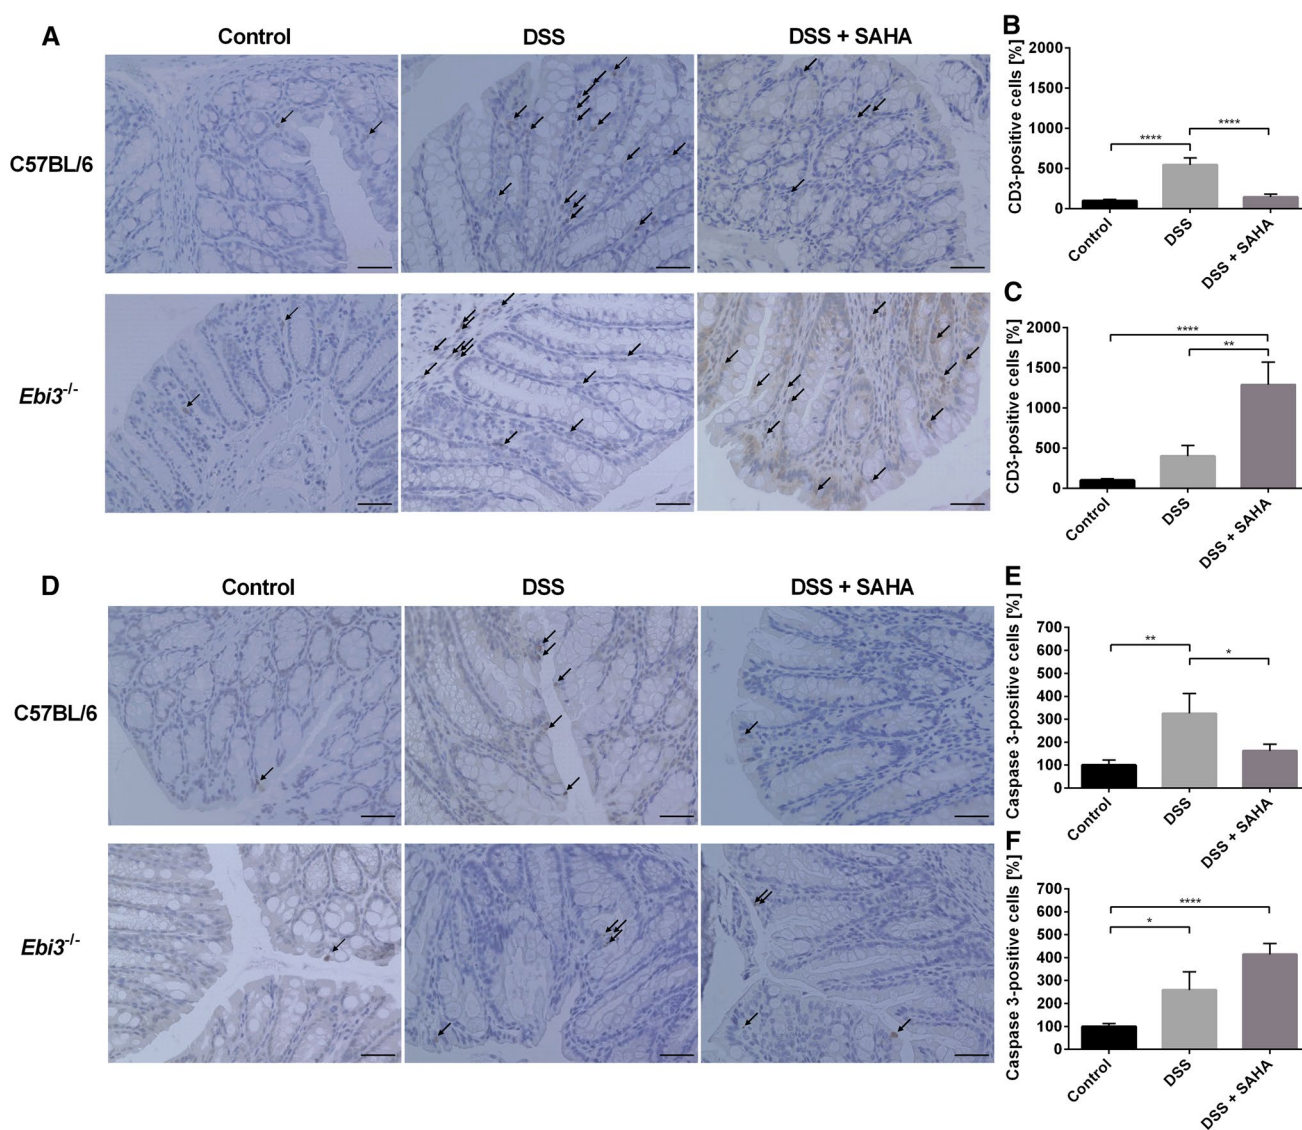 A
Control
DSS
DSS + SAHA
C57BL/6
Ebi3-/-
B
CD3-positive cells [%]
2000
1500
1000
500
0
****
****
Control
DSS
DSS + SAHA
C
CD3-positive cells [%]
2000
1500
1000
500
0
****
**
Control
DSS
DSS + SAHA
D
Control
DSS
DSS + SAHA
C57BL/6
Ebi3-/-
E
Caspase 3-positive cells [%]
700
600
500
400
300
200
100
0
**
*
Control
DSS
DSS + SAHA
F
Caspase 3-positive cells [%]
700
600
500
400
300
200
100
0
****
*
Control
DSS
DSS + SAHA